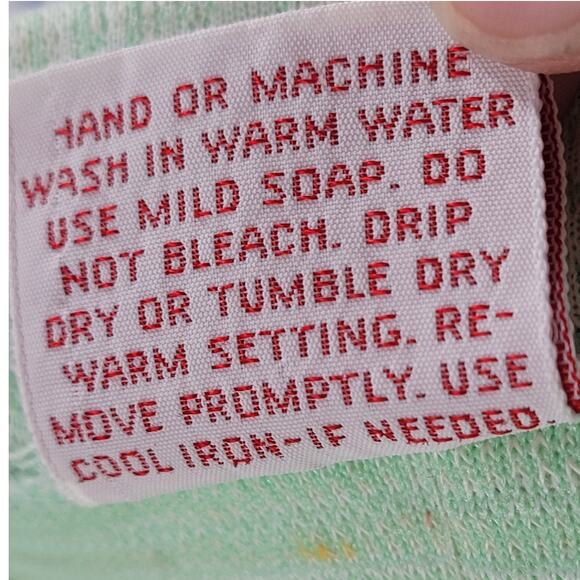 HAND OR MACHINE
WASH IN WARM WATER
USE MILD SOAP. DO
NOT BLEACH. DRIP
DRY OR TUMBLE DRY
WARM SETTING. RE-
MOVE PROMPTLY. USE
COOL IRON-IF NEEDED.